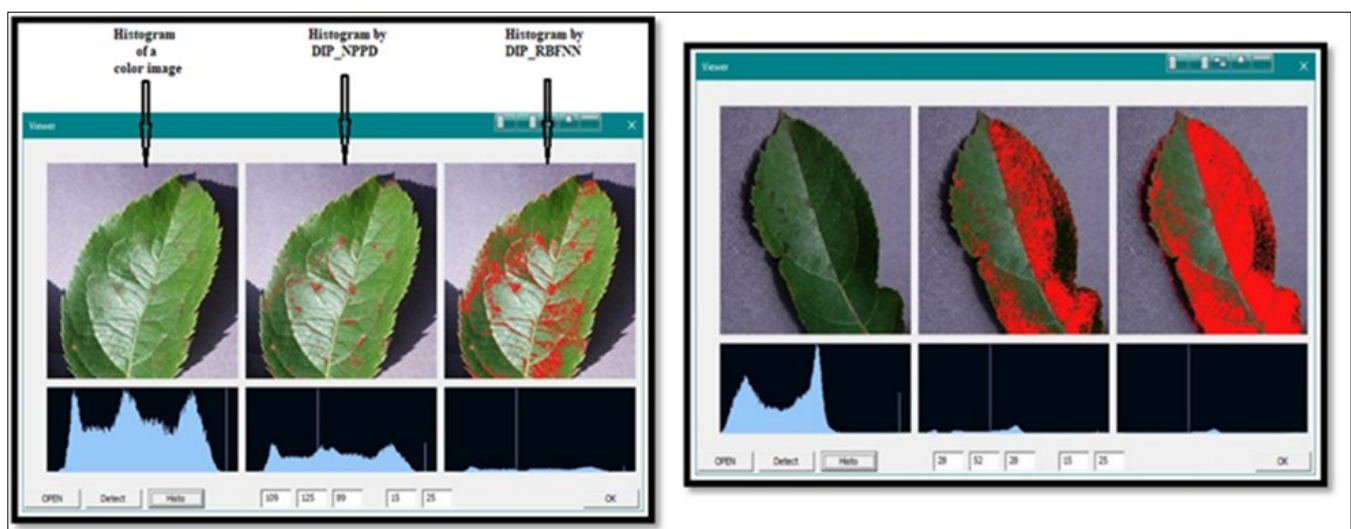 Histogram
of a
color image
Histogram by
DIP_NPPD
Histogram by
DIP_RBFNN
Viewer
OPEN
Detect
Histo
109
125
89
15
25
OK
Viewer
OPEN
Detect
Histo
28
52
28
15
25
OK